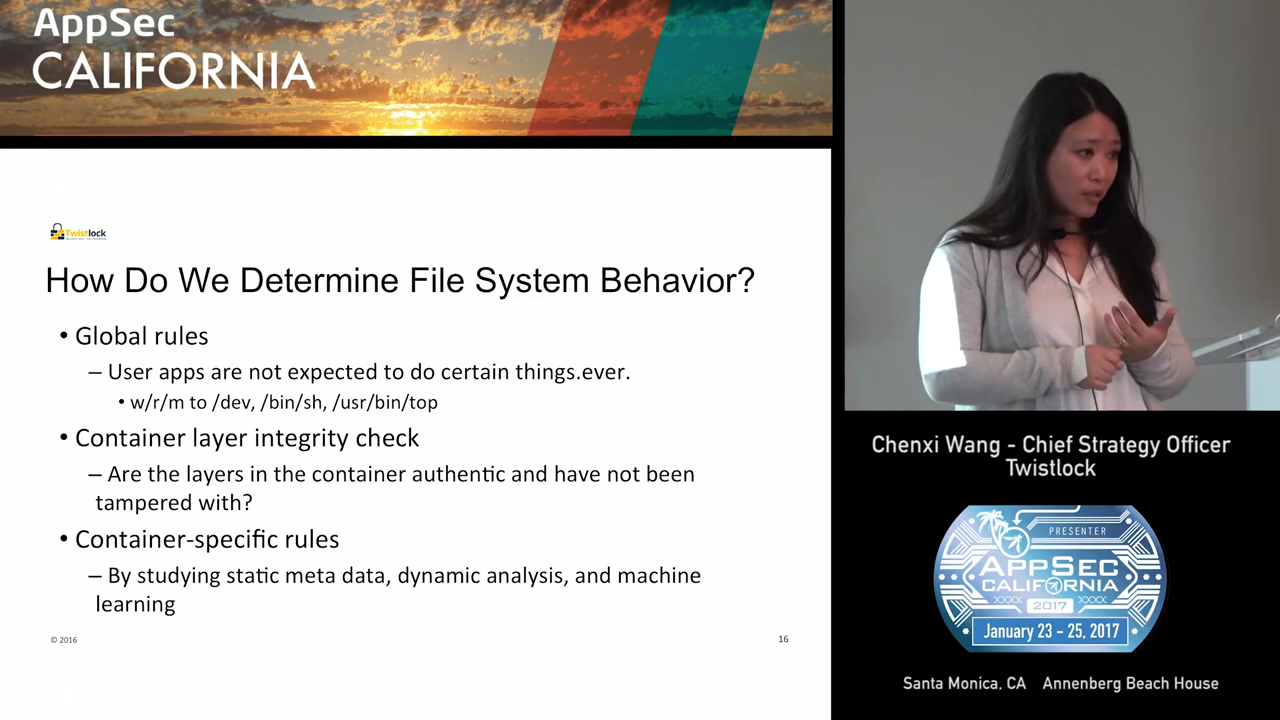 AppSec
CALIFORNIA
Twistlock
How Do We Determine File System Behavior?
• Global rules
– User apps are not expected to do certain things.ever.
• w/r/m to /dev, /bin/sh, /usr/bin/top
• Container layer integrity check
– Are the layers in the container authentic and have not been
tampered with?
• Container-specific rules
– By studying static meta data, dynamic analysis, and machine
learning
© 2016
16
Chenxi Wang - Chief Strategy Officer
Twistlock
PRESENTER
APPSEC
CALIFORNIA
XXXX 2017 XXXX
January 23 - 25, 2017
Santa Monica, CA Annenberg Beach House